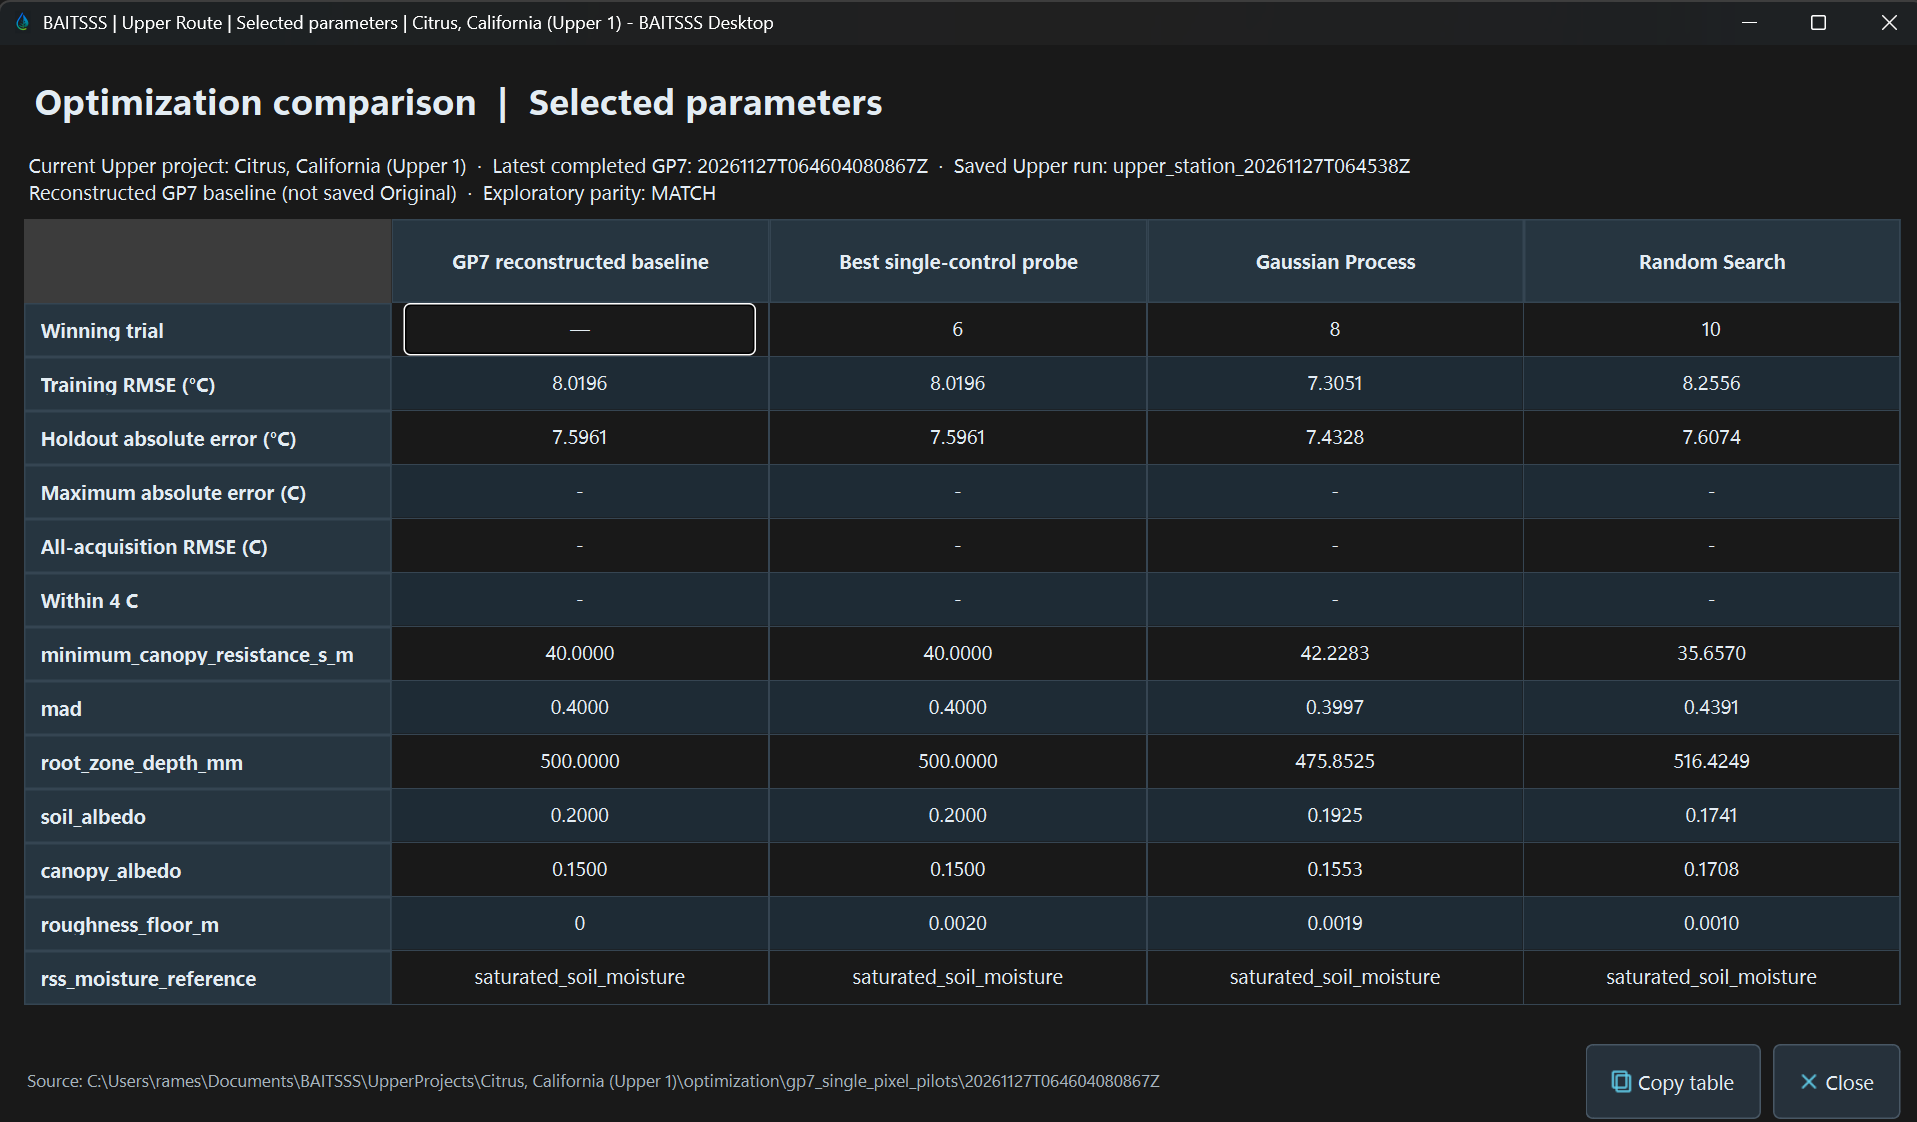 BAITSSS | Upper Route | Selected parameters | Citrus, California (Upper 1) - BAITSSS Desktop
Optimization comparison | Selected parameters
Current Upper project: Citrus, California (Upper 1) · Latest completed GP7: 20261127T064604080867Z · Saved Upper run: upper_station_20261127T064538Z
Reconstructed GP7 baseline (not saved Original) · Exploratory parity: MATCH
GP7 reconstructed baseline Best single-control probe Gaussian Process Random Search
Winning trial — 6 8 10
Training RMSE (°C) 8.0196 8.0196 7.3051 8.2556
Holdout absolute error (°C) 7.5961 7.5961 7.4328 7.6074
Maximum absolute error (C) - - - -
All-acquisition RMSE (C) - - - -
Within 4 C - - - -
minimum_canopy_resistance_s_m 40.0000 40.0000 42.2283 35.6570
mad 0.4000 0.4000 0.3997 0.4391
root_zone_depth_mm 500.0000 500.0000 475.8525 516.4249
soil_albedo 0.2000 0.2000 0.1925 0.1741
canopy_albedo 0.1500 0.1500 0.1553 0.1708
roughness_floor_m 0 0.0020 0.0019 0.0010
rss_moisture_reference saturated_soil_moisture saturated_soil_moisture saturated_soil_moisture saturated_soil_moisture
Source: C:\Users\rames\Documents\BAITSSS\UpperProjects\Citrus, California (Upper 1)\optimization\gp7_single_pixel_pilots\20261127T064604080867Z
Copy table
Close